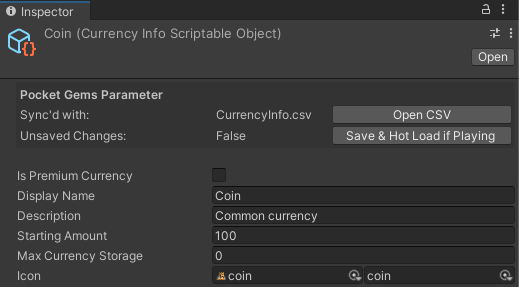 Inspector
Coin (Currency Info Scriptable Object)
Open
Pocket Gems Parameter
Sync'd with: CurrencyInfo.csv Open CSV
Unsaved Changes: False Save & Hot Load if Playing
Is Premium Currency
Display Name Coin
Description Common currency
Starting Amount 100
Max Currency Storage 0
Icon coin coin